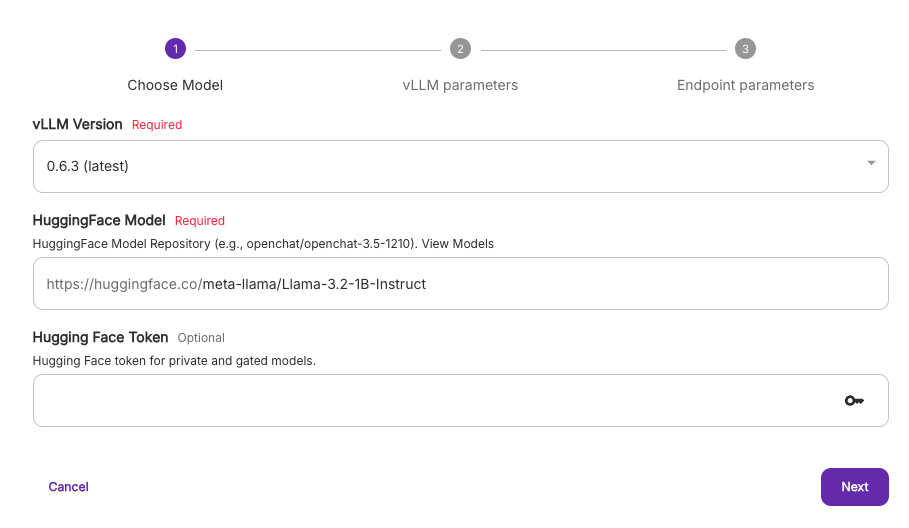 1 2 3
Choose Model vLLM parameters Endpoint parameters
vLLM Version Required
0.6.3 (latest)
HuggingFace Model Required
HuggingFace Model Repository (e.g., openchat/openchat-3.5-1210). View Models
https://huggingface.co/meta-llama/Llama-3.2-1B-Instruct
Hugging Face Token Optional
Hugging Face token for private and gated models.
Cancel Next